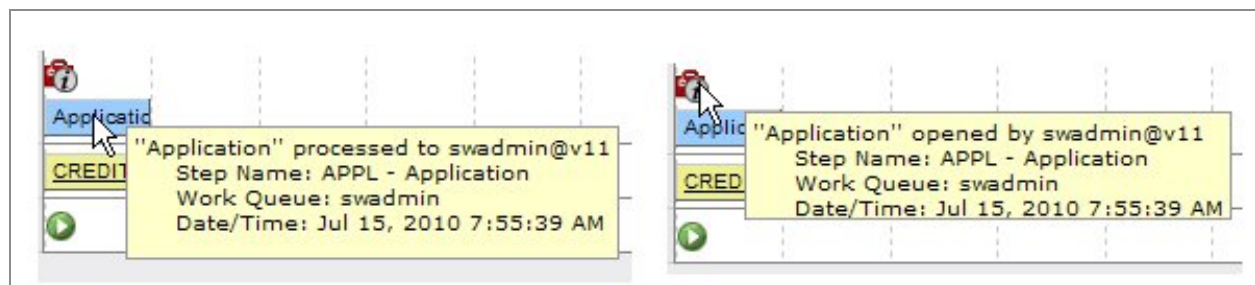 Applicatio
"Application" processed to swadmin@v11
Step Name: APPL - Application
Work Queue: swadmin
Date/Time: Jul 15, 2010 7:55:39 AM
CREDIT
Applic
"Application" opened by swadmin@v11
Step Name: APPL - Application
Work Queue: swadmin
Date/Time: Jul 15, 2010 7:55:39 AM
CRED